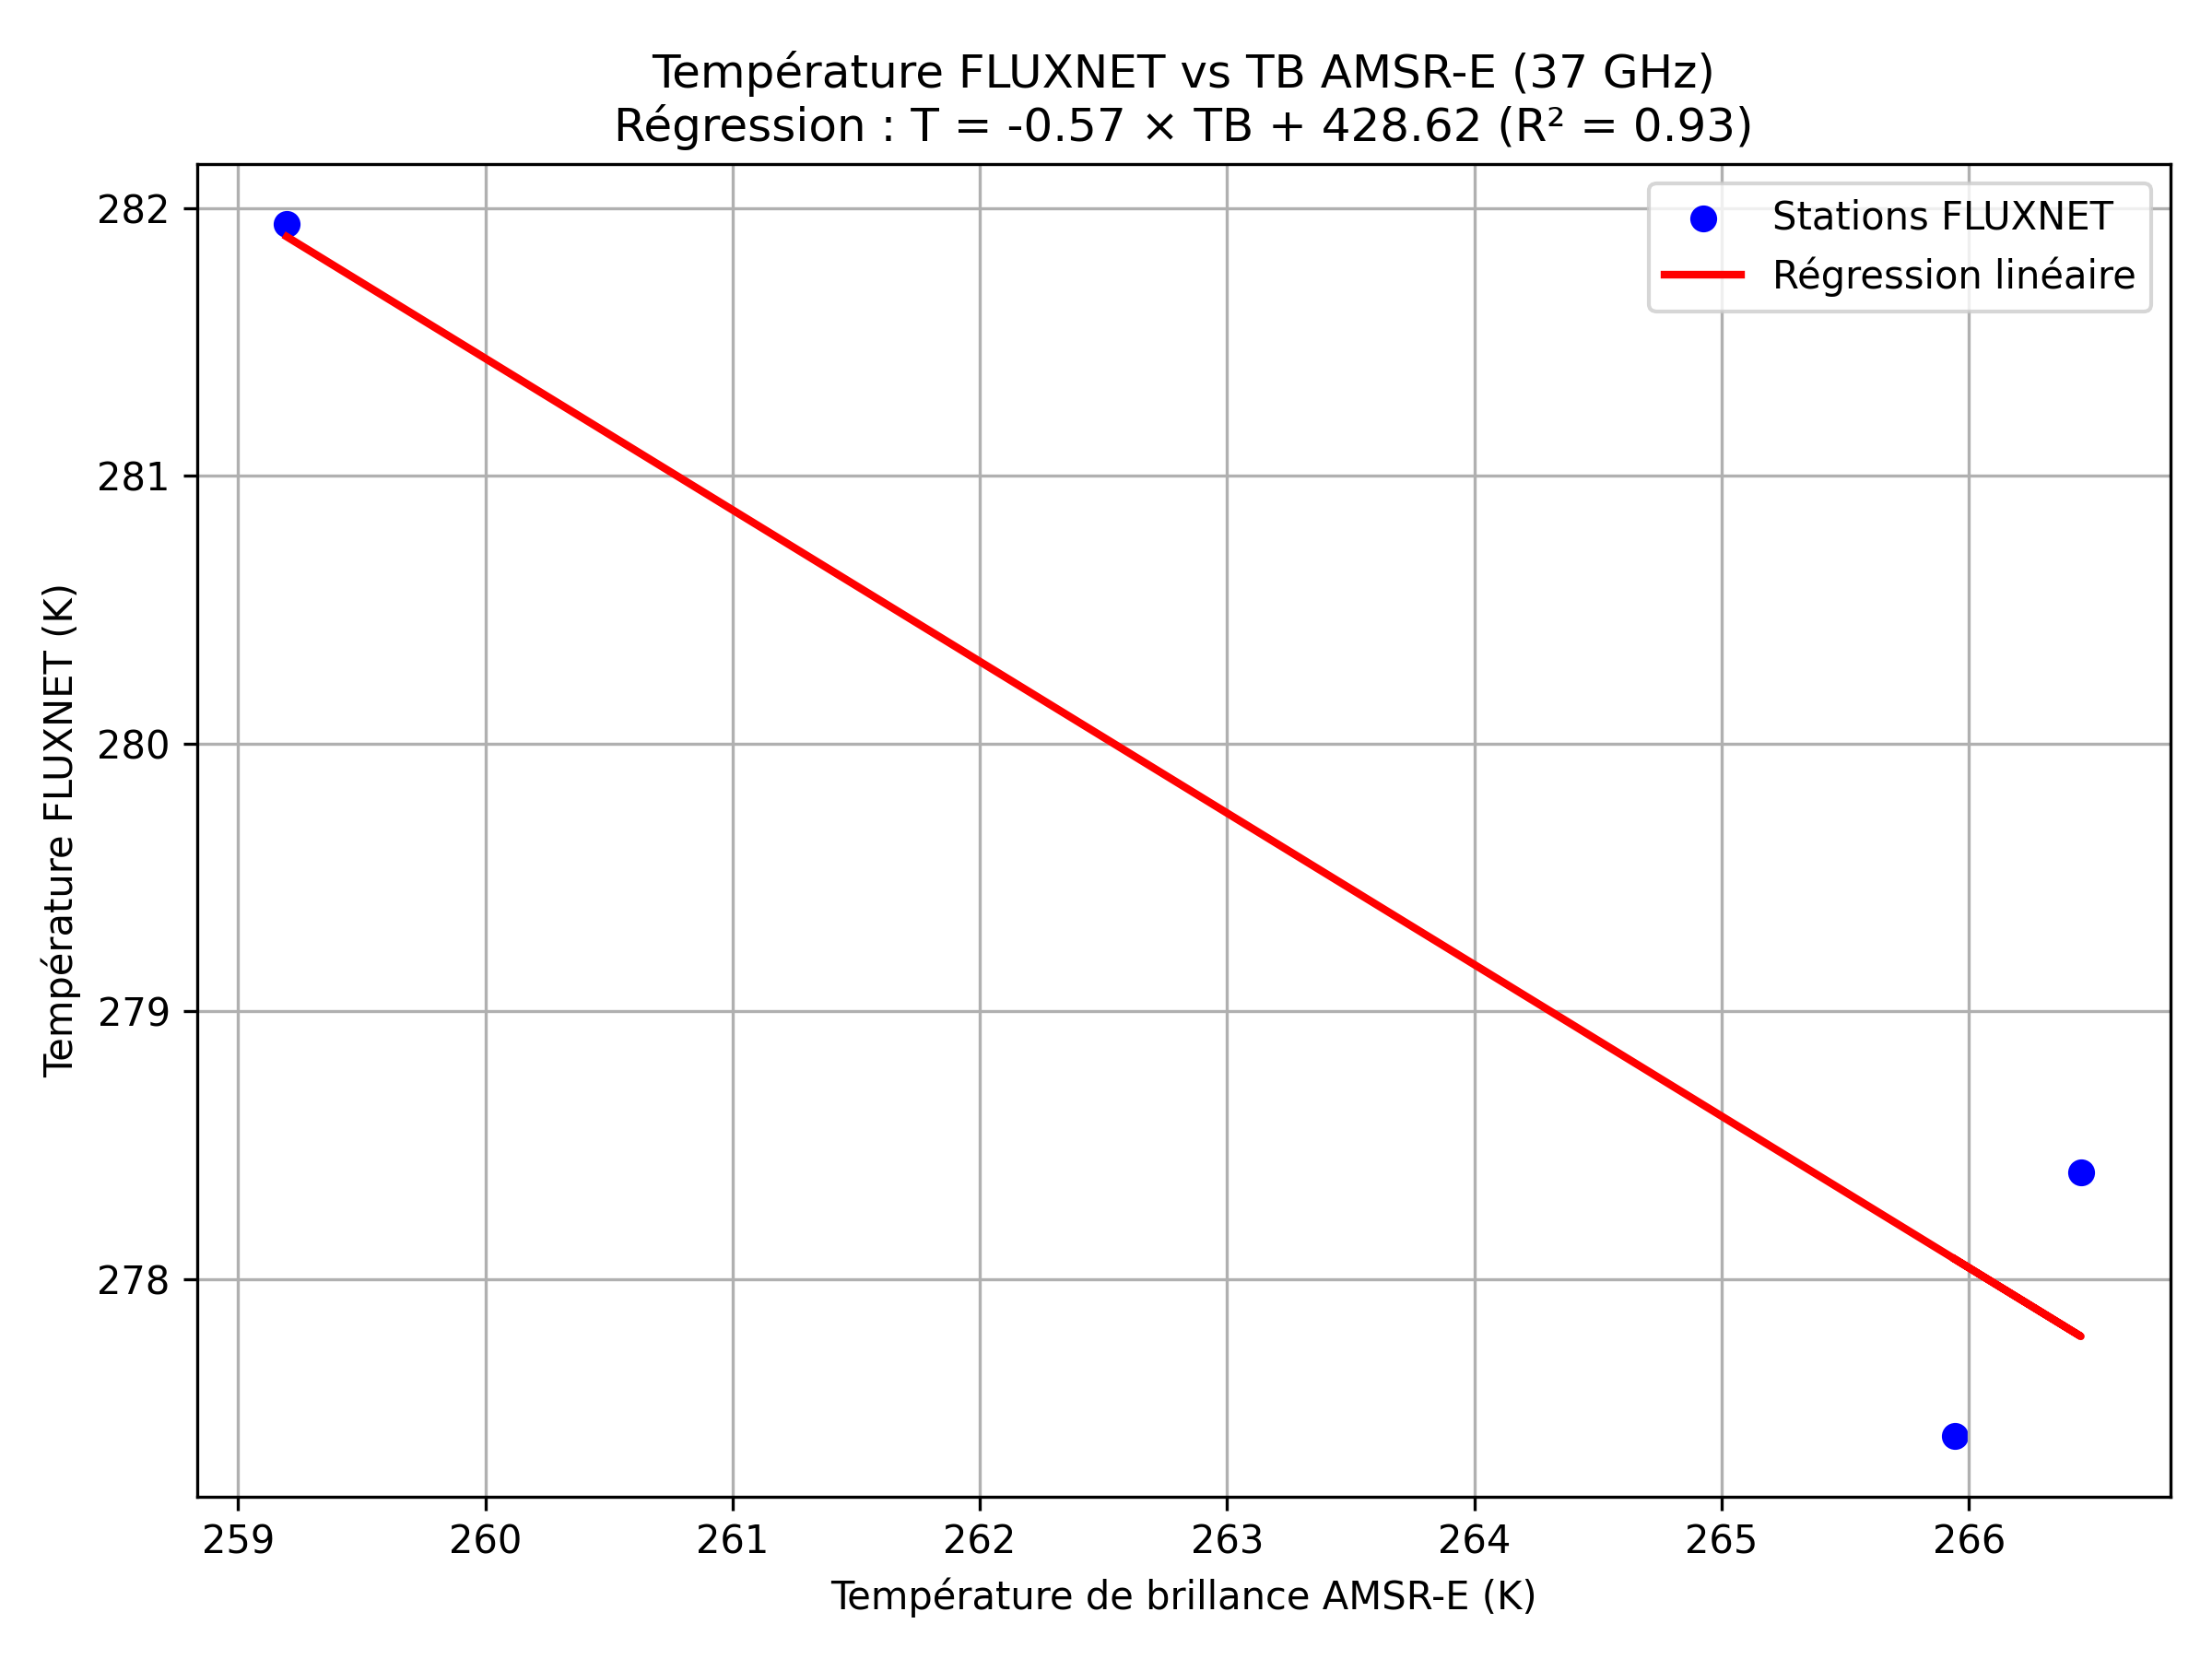 Température FLUXNET vs TB AMSR-E (37 GHz)
Régression : T = -0.57 × TB + 428.62 (R² = 0.93)
Stations FLUXNET
Régression linéaire
Température FLUXNET (K)
282
281
280
279
278
259 260 261 262 263 264 265 266
Température de brillance AMSR-E (K)